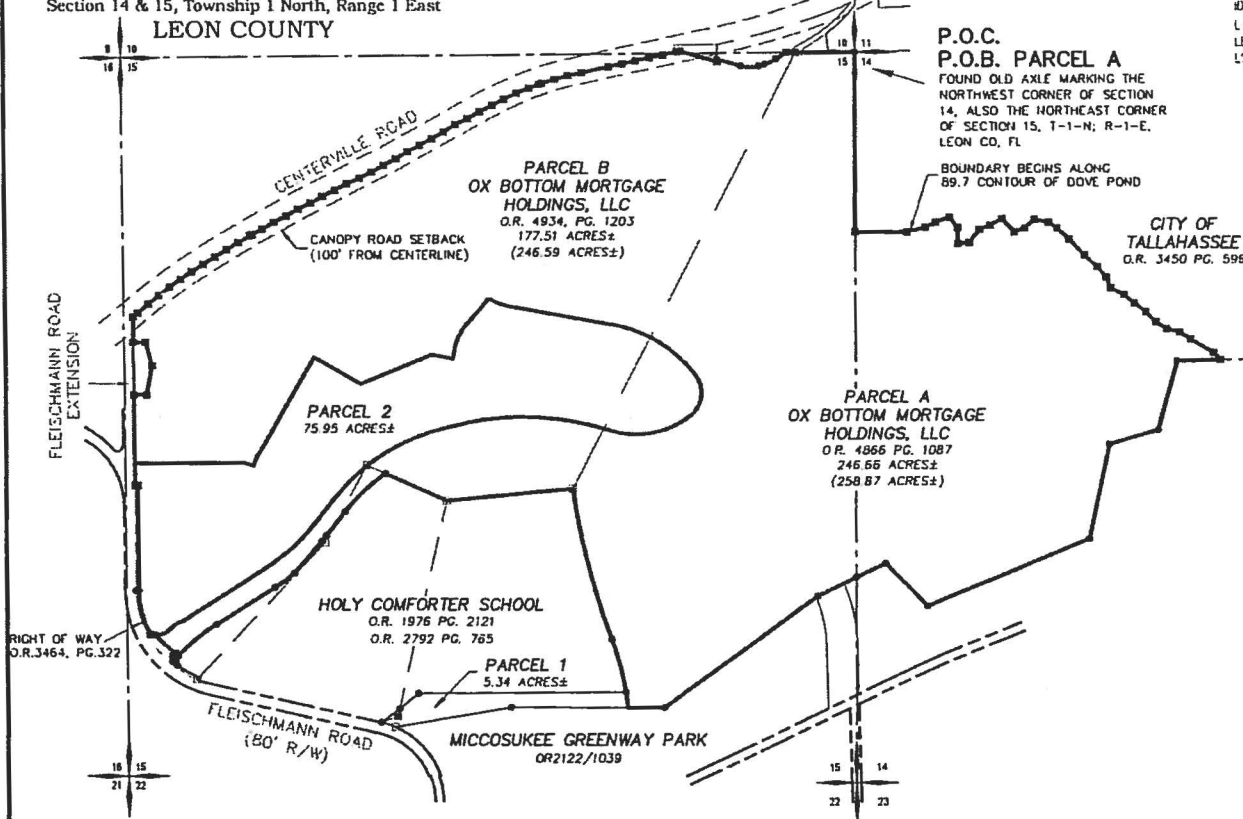 Section 14 & 15, Township 1 North, Range 1 East
LEON COUNTY
9 10
16 15
10 11
15 14
P.O.C.
P.O.B. PARCEL A
FOUND OLD AXLE MARKING THE
NORTHWEST CORNER OF SECTION
14, ALSO THE NORTHEAST CORNER
OF SECTION 15, T-1-N; R-1-E,
LEON CO, FL
BOUNDARY BEGINS ALONG
89.7 CONTOUR OF DOVE POND
CITY OF
TALLAHASSEE
O.R. 3450 PG. 596
CENTERVILLE ROAD
CANOPY ROAD SETBACK
(100' FROM CENTERLINE)
PARCEL B
OX BOTTOM MORTGAGE
HOLDINGS, LLC
O.R. 4934, PG. 1203
177.51 ACRES±
(246.59 ACRES±)
FLEISCHMANN ROAD
EXTENSION
PARCEL 2
75.95 ACRES±
PARCEL A
OX BOTTOM MORTGAGE
HOLDINGS, LLC
O.R. 4866 PG. 1087
246.66 ACRES±
(258.87 ACRES±)
HOLY COMFORTER SCHOOL
O.R. 1976 PG. 2121
O.R. 2792 PG. 765
RIGHT OF WAY
O.R.3464, PG.322
PARCEL 1
5.34 ACRES±
FLEISCHMANN ROAD
(80' R/W)
MICCOSUKEE GREENWAY PARK
OR2122/1039
16 15
21 22
15 14
22 23